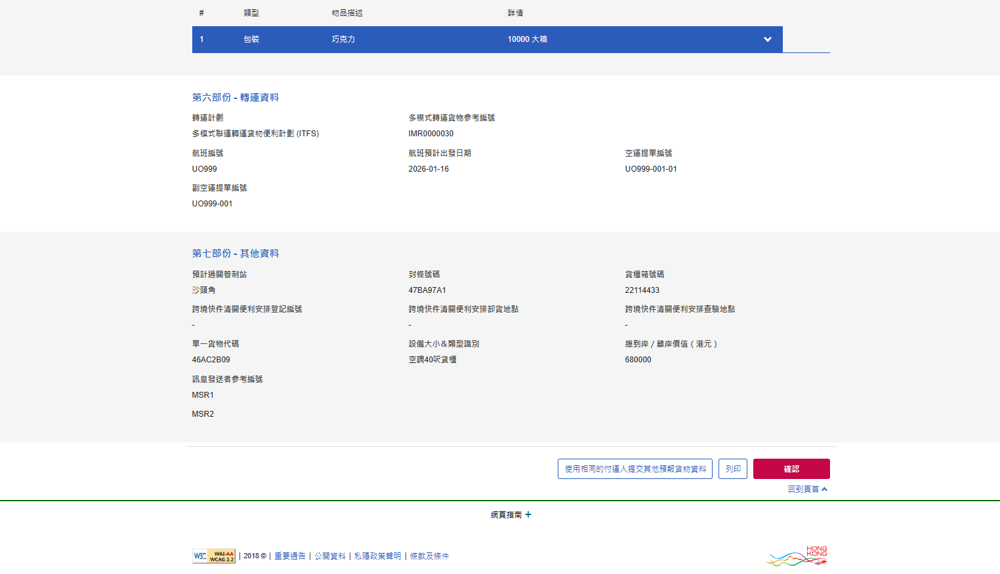 # 類型 物品描述 詳情
1 包裝 巧克力 10000 大箱
第六部份 - 轉運資料
轉運計劃 多模式轉運貨物參考編號
多模式聯運轉運貨物便利計劃 (ITFS) IMR0000030
航班編號 航班預計出發日期 空運提單編號
UO999 2026-01-16 UO999-001-01
副空運提單編號
UO999-001
第七部份 - 其他資料
預計過關管制站 封條號碼 貨櫃箱號碼
沙頭角 47BA97A1 22114433
跨境快件清關便利安排登記編號 跨境快件清關便利安排卸貨地點 跨境快件清關便利安排查驗地點
- - -
單一貨物代碼 設備大小＆類型識別 總到岸 / 離岸價值 ( 港元 )
46AC2B09 空調40呎貨櫃 680000
訊息發送者參考編號
MSR1
MSR2
使用相同的付運人提交其他預報貨物資料 列印 確認
回到頁首
網頁指南 +
W3C WAI-AA WCAG 2.2 | 2018 © | 重要通告 | 公開資料 | 私隱政策聲明 | 條款及條件
HONG KONG